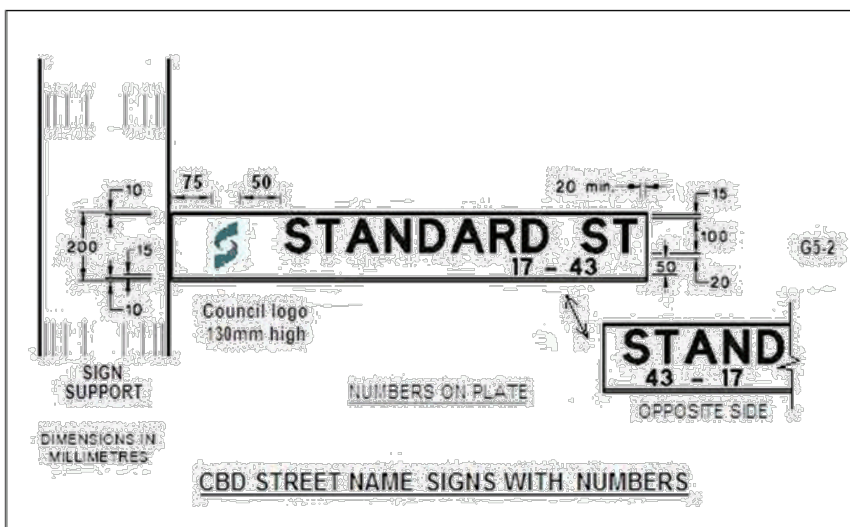 75 50 20 min.
10 15
200 STANDARD ST 100 G5-2
15 17 - 43 50
10 20
Council logo
130mm high
STAND
43 - 17
SIGN
SUPPORT
NUMBERS ON PLATE
OPPOSITE SIDE
DIMENSIONS IN
MILLIMETRES
CBD STREET NAME SIGNS WITH NUMBERS